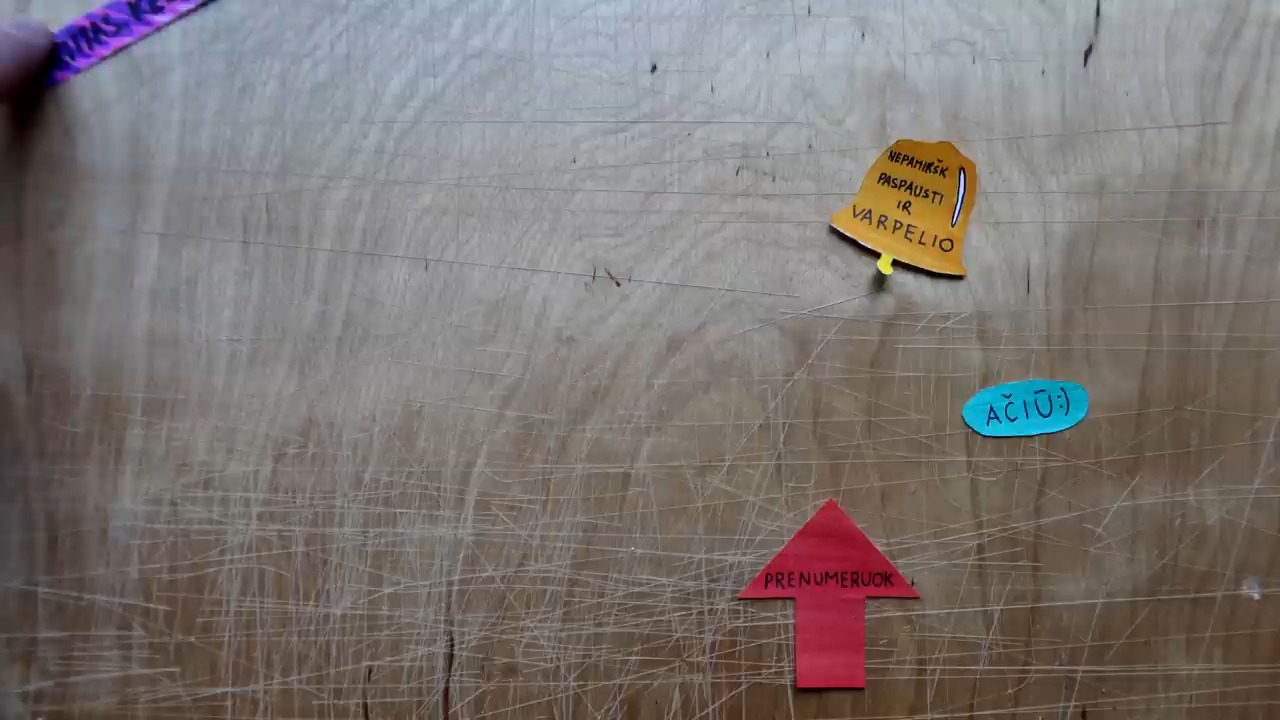 NEPAMIRŠK
PASPAUSTI
IR
VARPELIO
AČIŪ:)
PRENUMERUOK